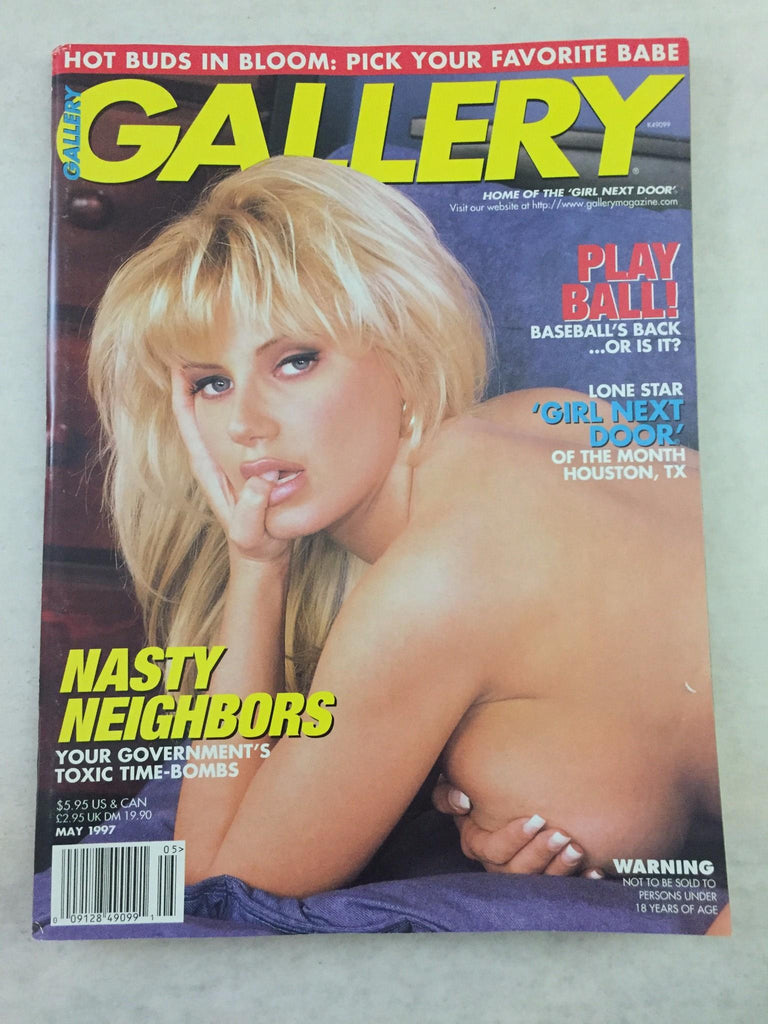 HOT BUDS IN BLOOM: PICK YOUR FAVORITE BABE
GALLERY
GALLERY
K49099
®
HOME OF THE 'GIRL NEXT DOOR'
Visit our website at http://www.gallerymagazine.com
PLAY
BALL!
BASEBALL'S BACK
...OR IS IT?
LONE STAR
'GIRL NEXT
DOOR'
OF THE MONTH
HOUSTON, TX
NASTY
NEIGHBORS
YOUR GOVERNMENT'S
TOXIC TIME-BOMBS
$5.95 US & CAN
£2.95 UK DM 19.90
MAY 1997
05>
0 09128 49099 1
WARNING
NOT TO BE SOLD TO
PERSONS UNDER
18 YEARS OF AGE